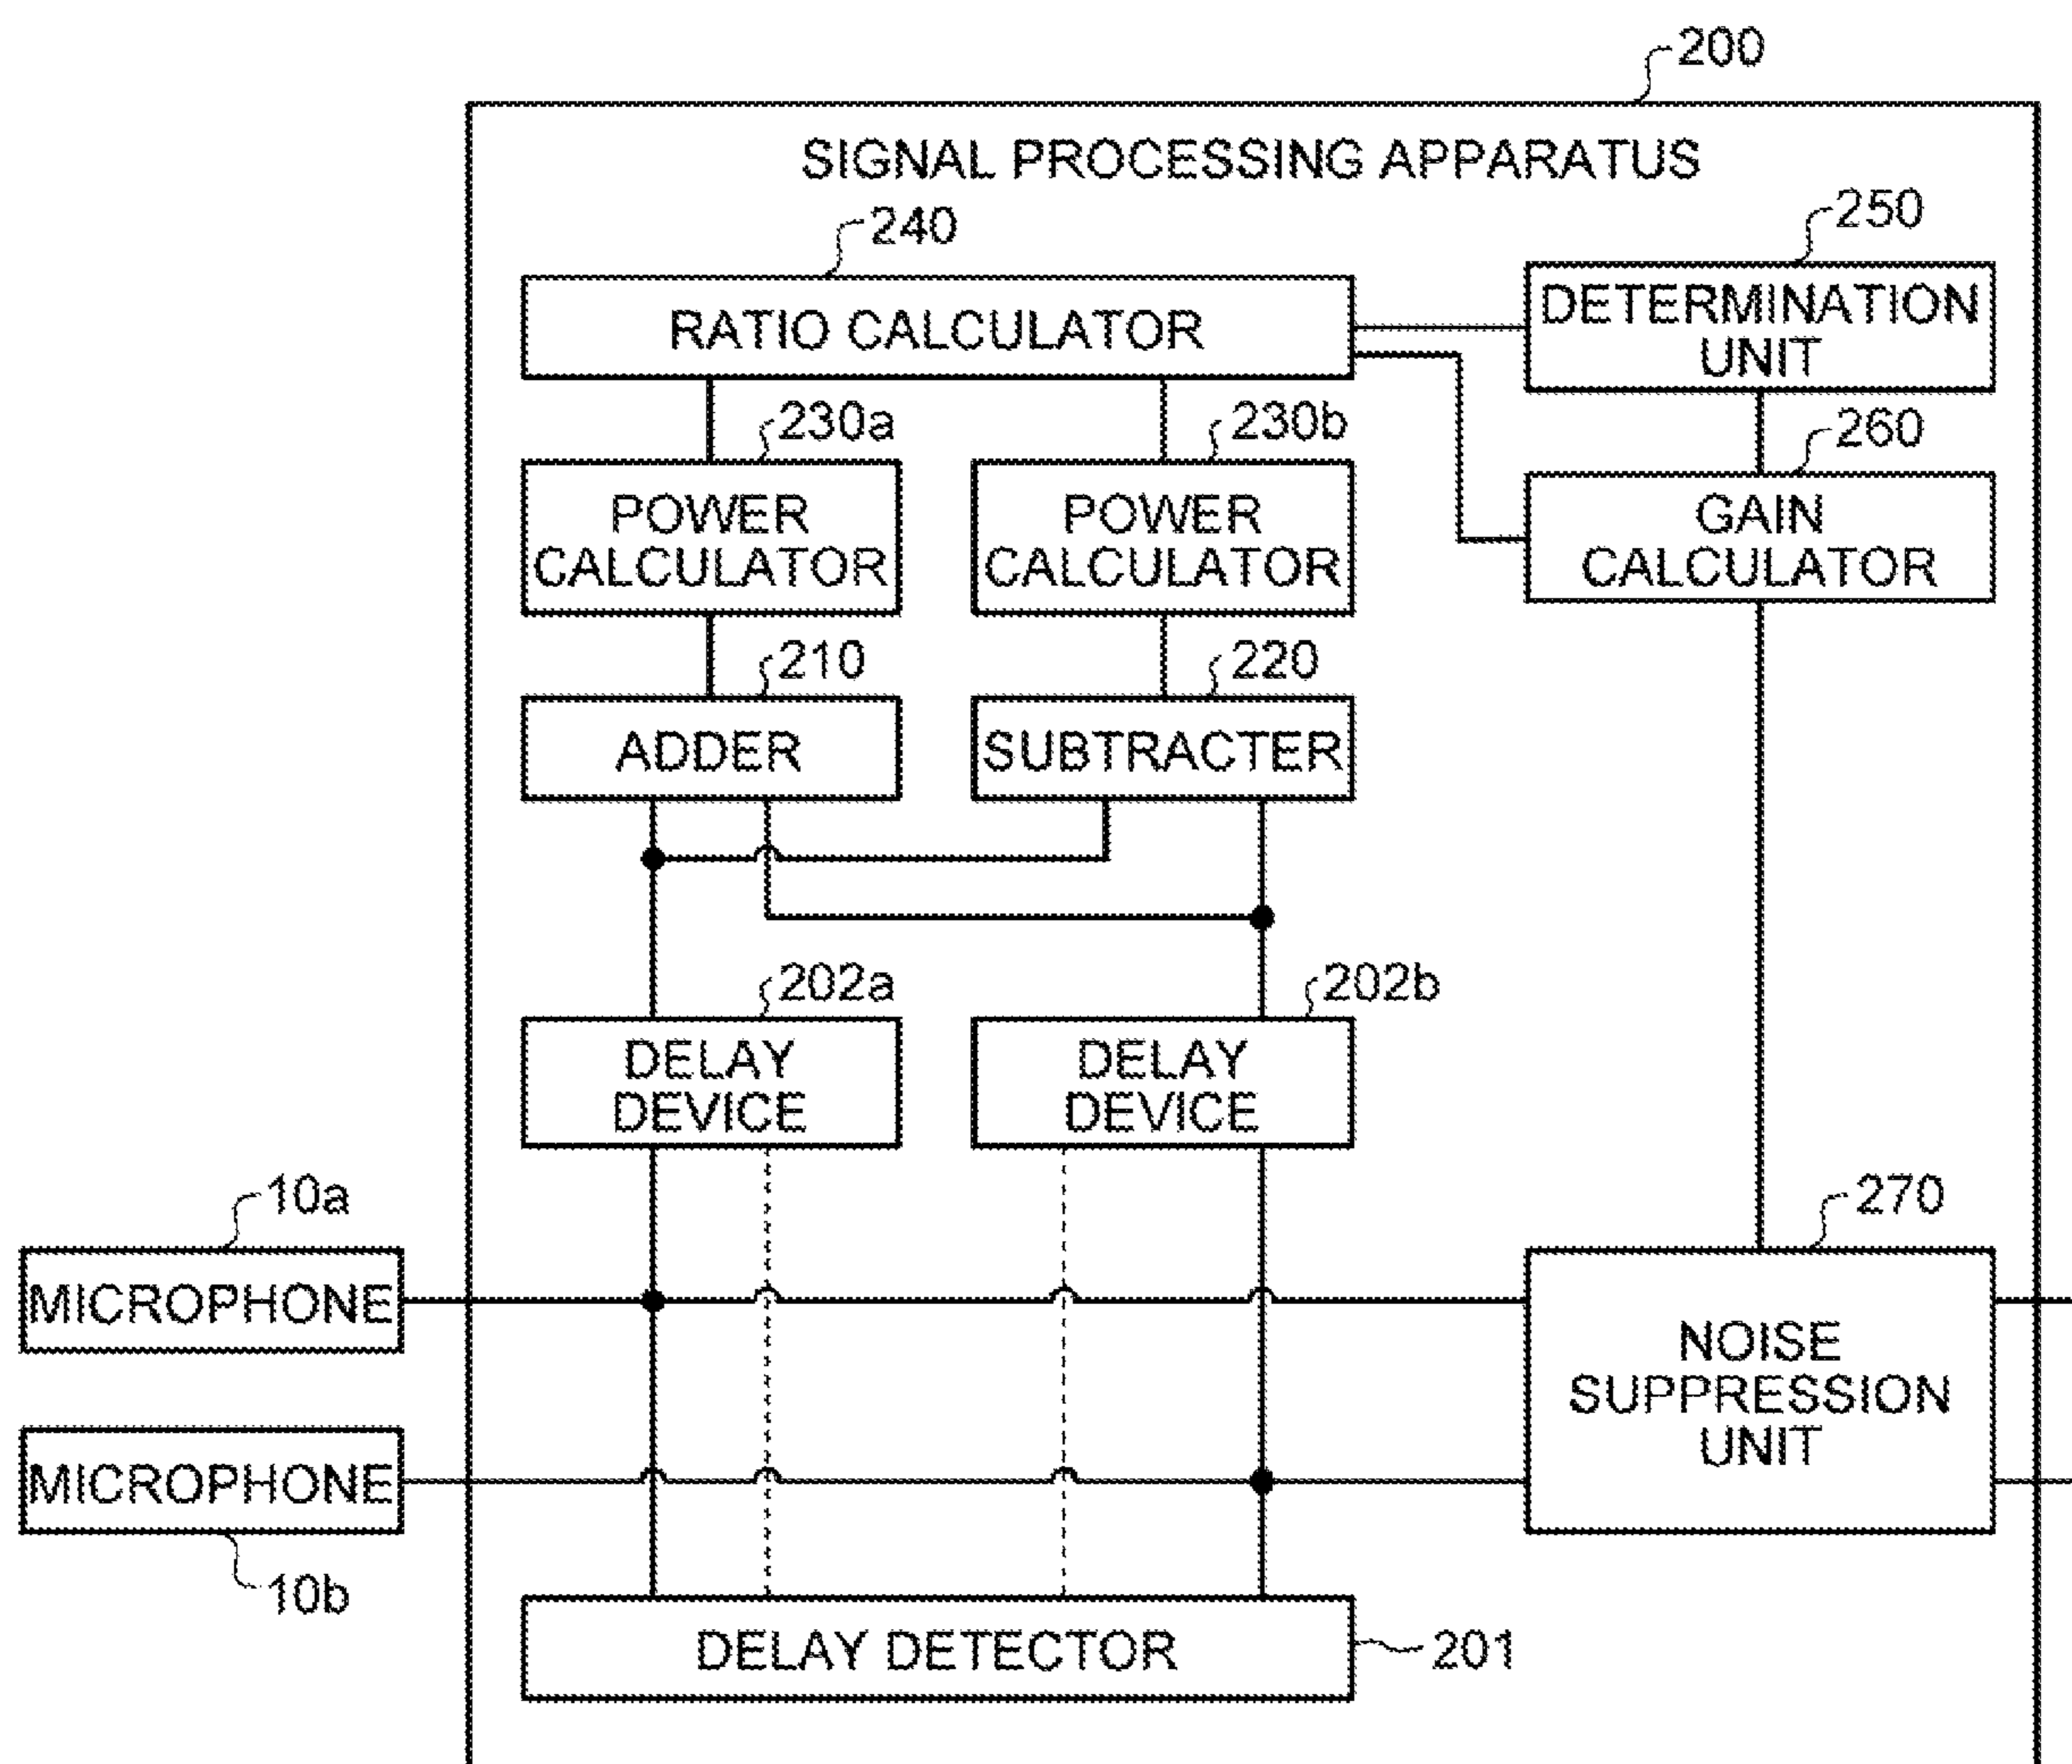 200
SIGNAL PROCESSING APPARATUS
240
250
RATIO CALCULATOR
DETERMINATION
UNIT
230a
230b
260
POWER
CALCULATOR
POWER
CALCULATOR
GAIN
CALCULATOR
210
220
ADDER
SUBTRACTER
202a
202b
DELAY
DEVICE
DELAY
DEVICE
10a
270
MICROPHONE
NOISE
SUPPRESSION
UNIT
MICROPHONE
10b
DELAY DETECTOR
201